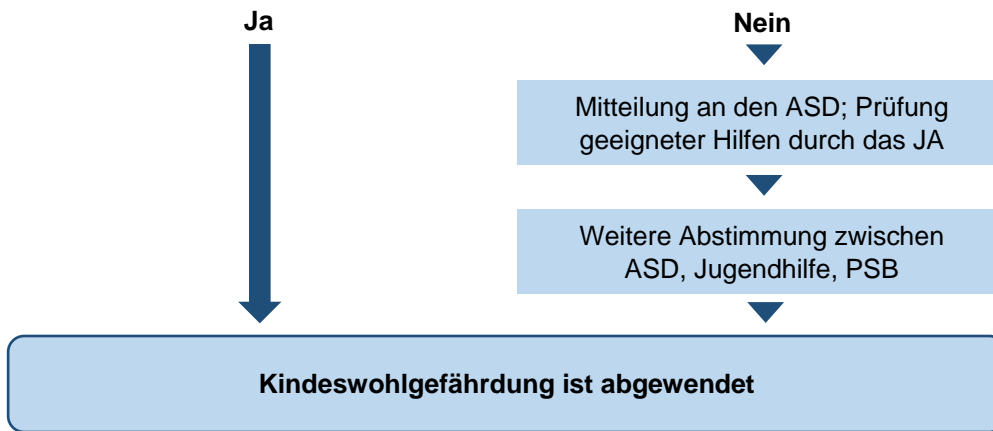 Ja
Nein
Mitteilung an den ASD; Prüfung
geeigneter Hilfen durch das JA
Weitere Abstimmung zwischen
ASD, Jugendhilfe, PSB
Kindeswohlgefährdung ist abgewendet